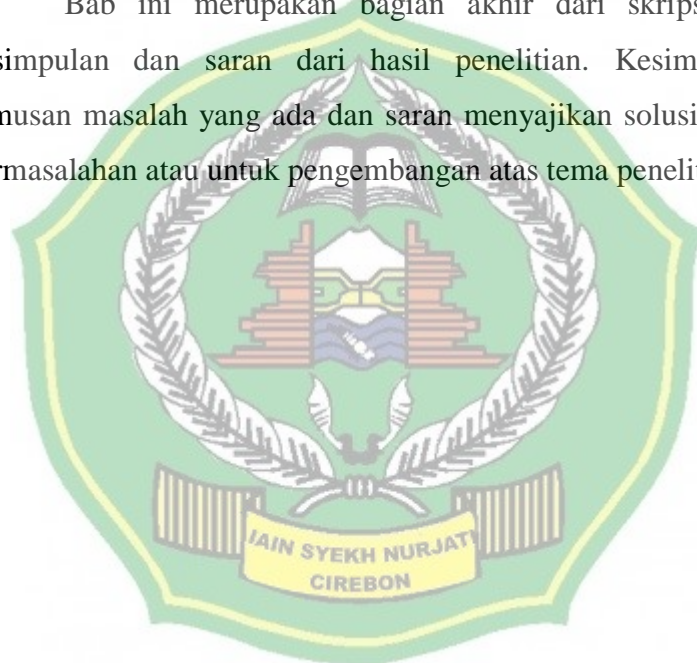 Bab ini merupakan bagian akhir dari skrips
simpulan dan saran dari hasil penelitian. Kesim
musan masalah yang ada dan saran menyajikan solusi
rmasalahan atau untuk pengembangan atas tema penelit
IAIN SYEKH NURJATI
CIREBON